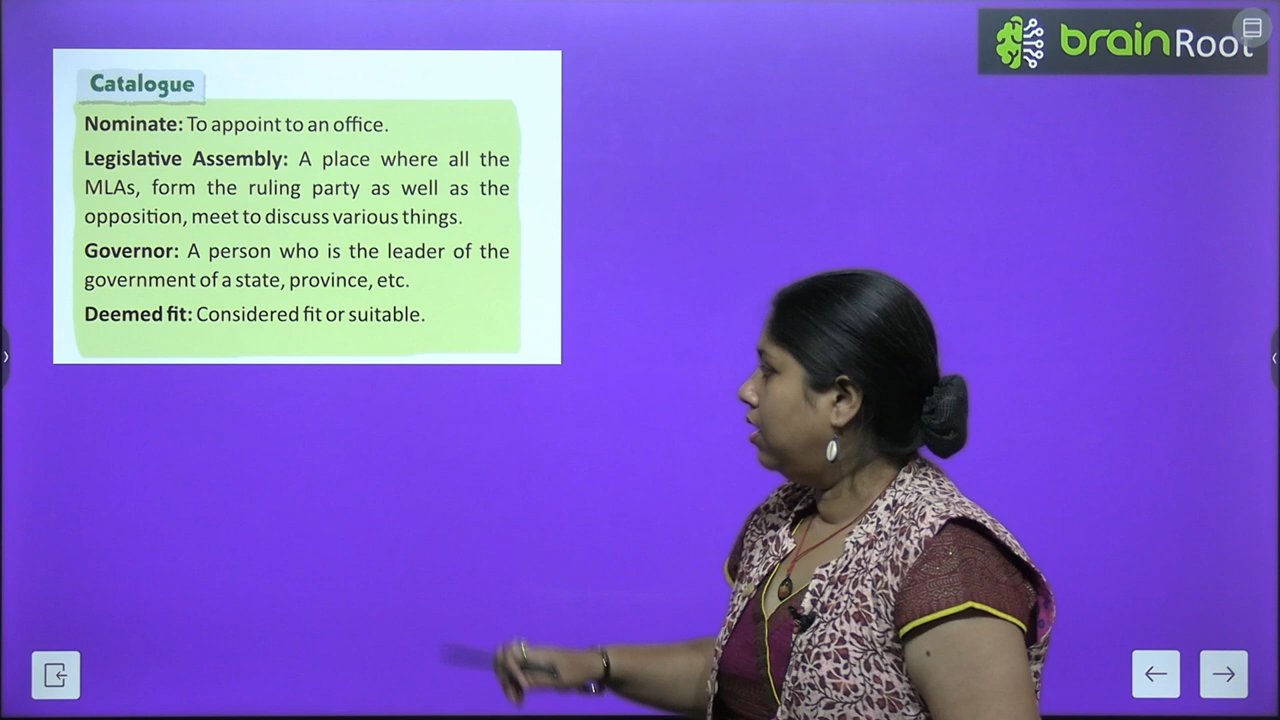 brainRoot
Catalogue
Nominate: To appoint to an office.
Legislative Assembly: A place where all the
MLAs, form the ruling party as well as the
opposition, meet to discuss various things.
Governor: A person who is the leader of the
government of a state, province, etc.
Deemed fit: Considered fit or suitable.